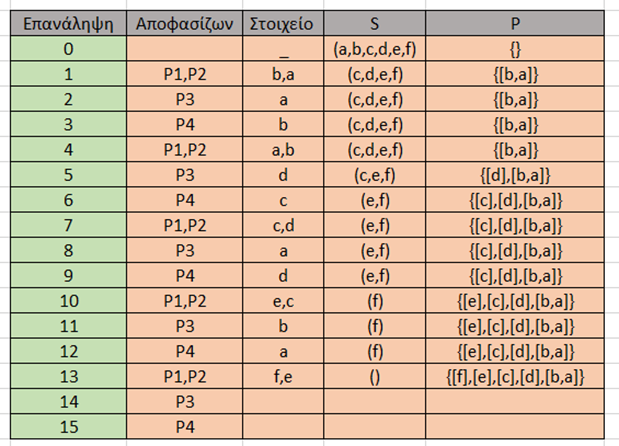 Επανάληψη Αποφασίζων Στοιχείο S P
0 _ (a,b,c,d,e,f) {}
1 P1,P2 b,a (c,d,e,f) {[b,a]}
2 P3 a (c,d,e,f) {[b,a]}
3 P4 b (c,d,e,f) {[b,a]}
4 P1,P2 a,b (c,d,e,f) {[b,a]}
5 P3 d (c,e,f) {[d],[b,a]}
6 P4 c (e,f) {[c],[d],[b,a]}
7 P1,P2 c,d (e,f) {[c],[d],[b,a]}
8 P3 a (e,f) {[c],[d],[b,a]}
9 P4 d (e,f) {[c],[d],[b,a]}
10 P1,P2 e,c (f) {[e],[c],[d],[b,a]}
11 P3 b (f) {[e],[c],[d],[b,a]}
12 P4 a (f) {[e],[c],[d],[b,a]}
13 P1,P2 f,e () {[f],[e],[c],[d],[b,a]}
14 P3
15 P4